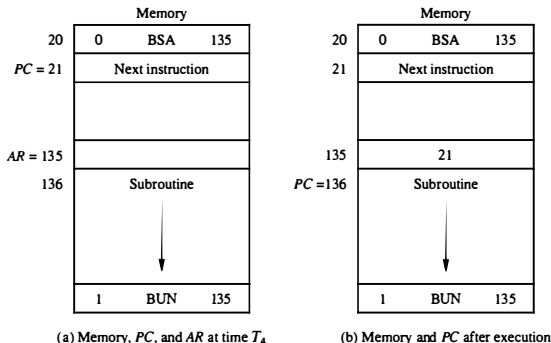 Memory
20 0 BSA 135
PC = 21 Next instruction
AR = 135
136 Subroutine
1 BUN 135
(a) Memory, PC, and AR at time T4
Memory
20 0 BSA 135
21 Next instruction
135 21
PC =136 Subroutine
1 BUN 135
(b) Memory and PC after execution